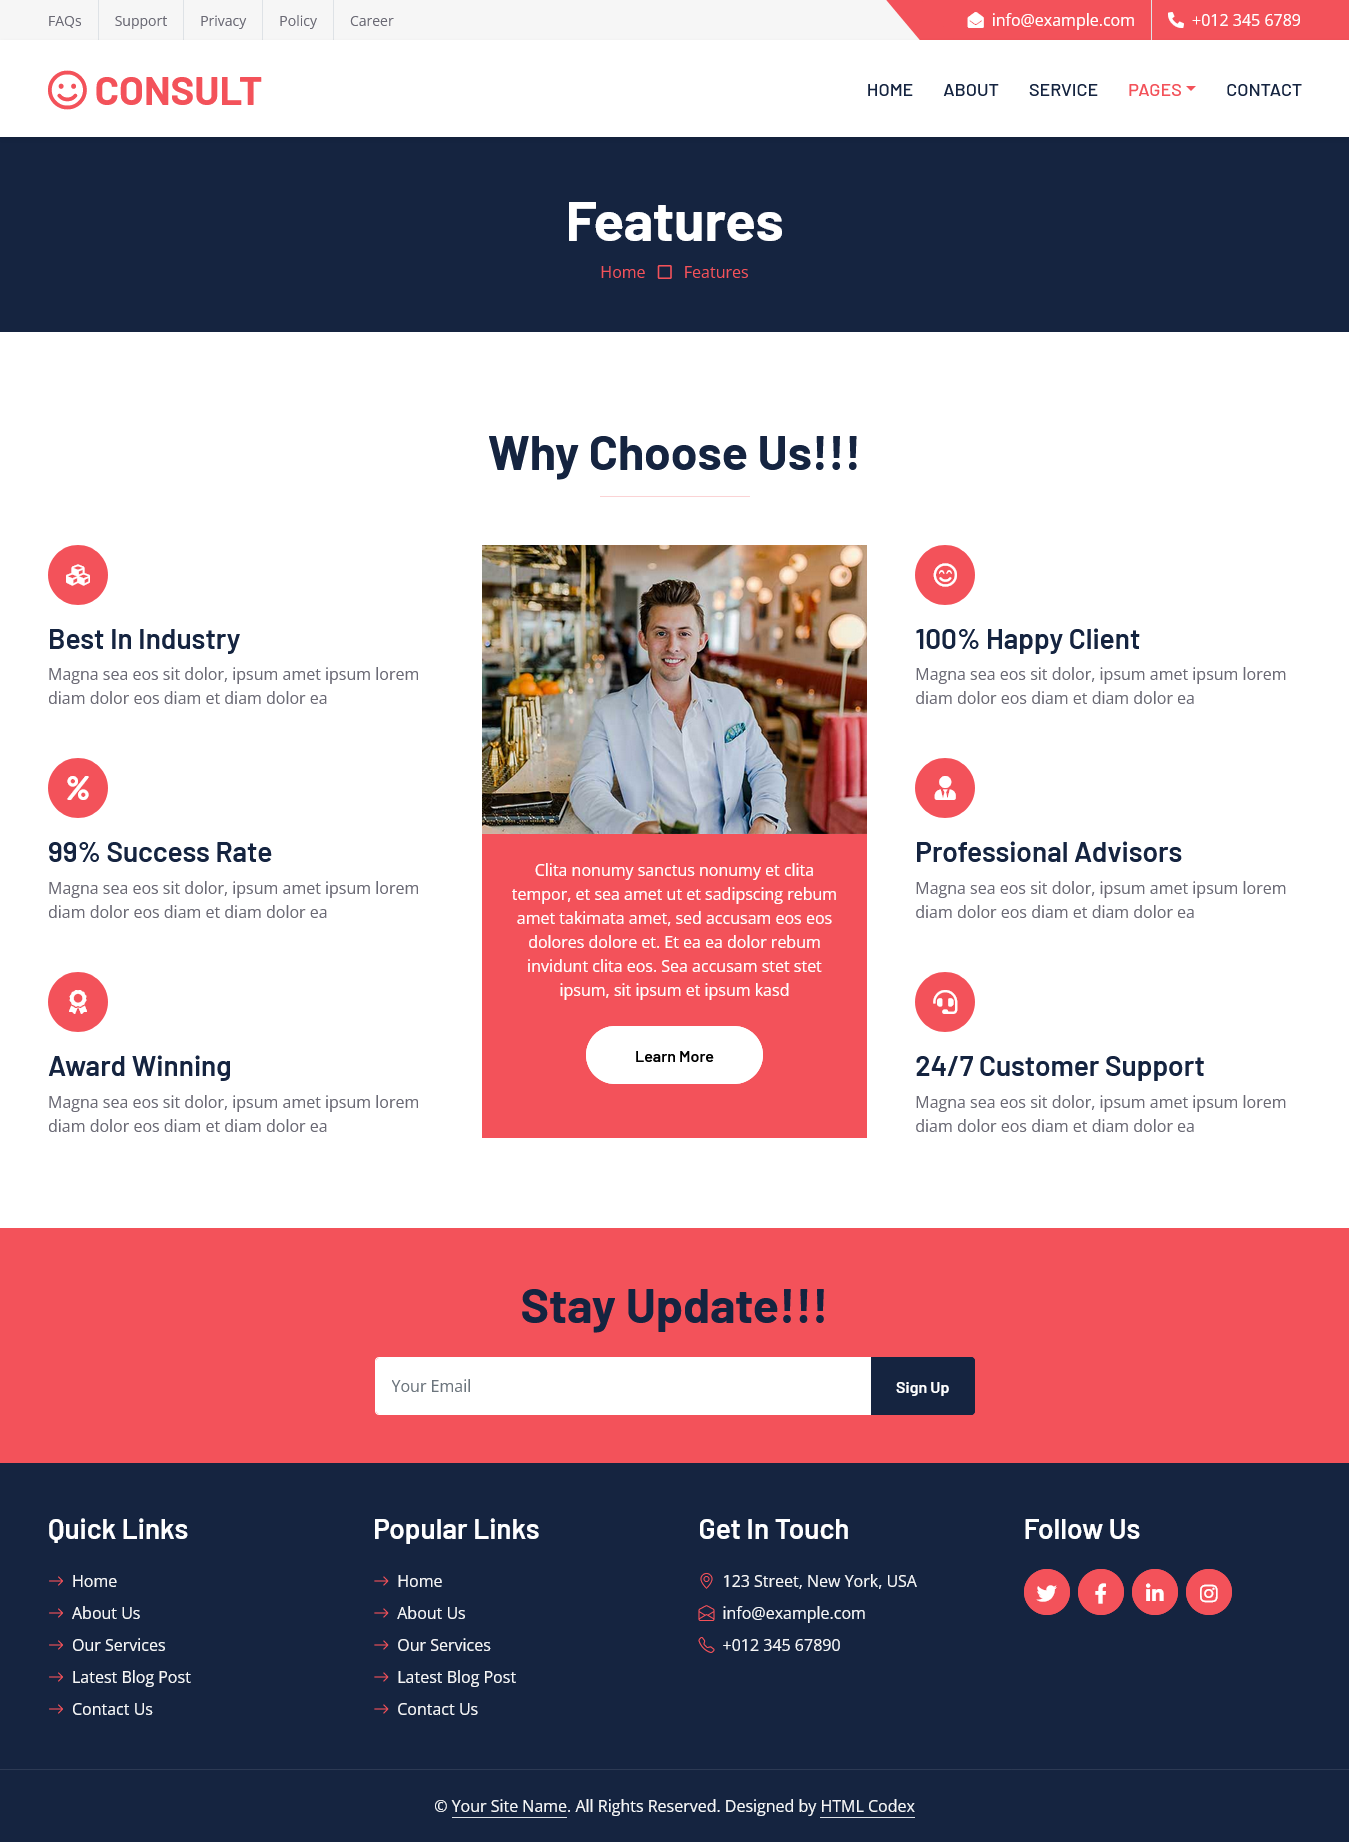 FAQs Support Privacy Policy Career info@example.com +012 345 6789
CONSULT HOME ABOUT SERVICE PAGES CONTACT
Features
Home Features
Why Choose Us!!!
Best In Industry
Magna sea eos sit dolor, ipsum amet ipsum lorem
diam dolor eos diam et diam dolor ea
99% Success Rate
Magna sea eos sit dolor, ipsum amet ipsum lorem
diam dolor eos diam et diam dolor ea
Award Winning
Magna sea eos sit dolor, ipsum amet ipsum lorem
diam dolor eos diam et diam dolor ea
Clita nonumy sanctus nonumy et clita
tempor, et sea amet ut et sadipscing rebum
amet takimata amet, sed accusam eos eos
dolores dolore et. Et ea ea dolor rebum
invidunt clita eos. Sea accusam stet stet
ipsum, sit ipsum et ipsum kasd
Learn More
100% Happy Client
Magna sea eos sit dolor, ipsum amet ipsum lorem
diam dolor eos diam et diam dolor ea
Professional Advisors
Magna sea eos sit dolor, ipsum amet ipsum lorem
diam dolor eos diam et diam dolor ea
24/7 Customer Support
Magna sea eos sit dolor, ipsum amet ipsum lorem
diam dolor eos diam et diam dolor ea
Stay Update!!!
Your Email Sign Up
Quick Links
Home
About Us
Our Services
Latest Blog Post
Contact Us
Popular Links
Home
About Us
Our Services
Latest Blog Post
Contact Us
Get In Touch
123 Street, New York, USA
info@example.com
+012 345 67890
Follow Us
© Your Site Name. All Rights Reserved. Designed by HTML Codex